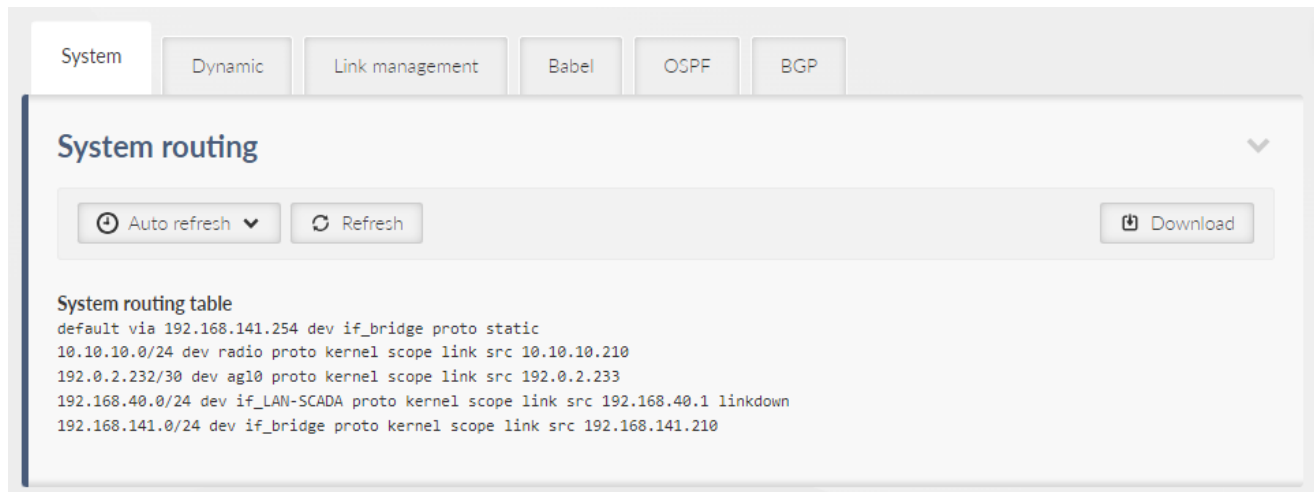 System
Dynamic
Link management
Babel
OSPF
BGP
System routing
Auto refresh
Refresh
Download
System routing table
default via 192.168.141.254 dev if_bridge proto static
10.10.10.0/24 dev radio proto kernel scope link src 10.10.10.210
192.0.2.232/30 dev agl0 proto kernel scope link src 192.0.2.233
192.168.40.0/24 dev if_LAN-SCADA proto kernel scope link src 192.168.40.1 linkdown
192.168.141.0/24 dev if_bridge proto kernel scope link src 192.168.141.210